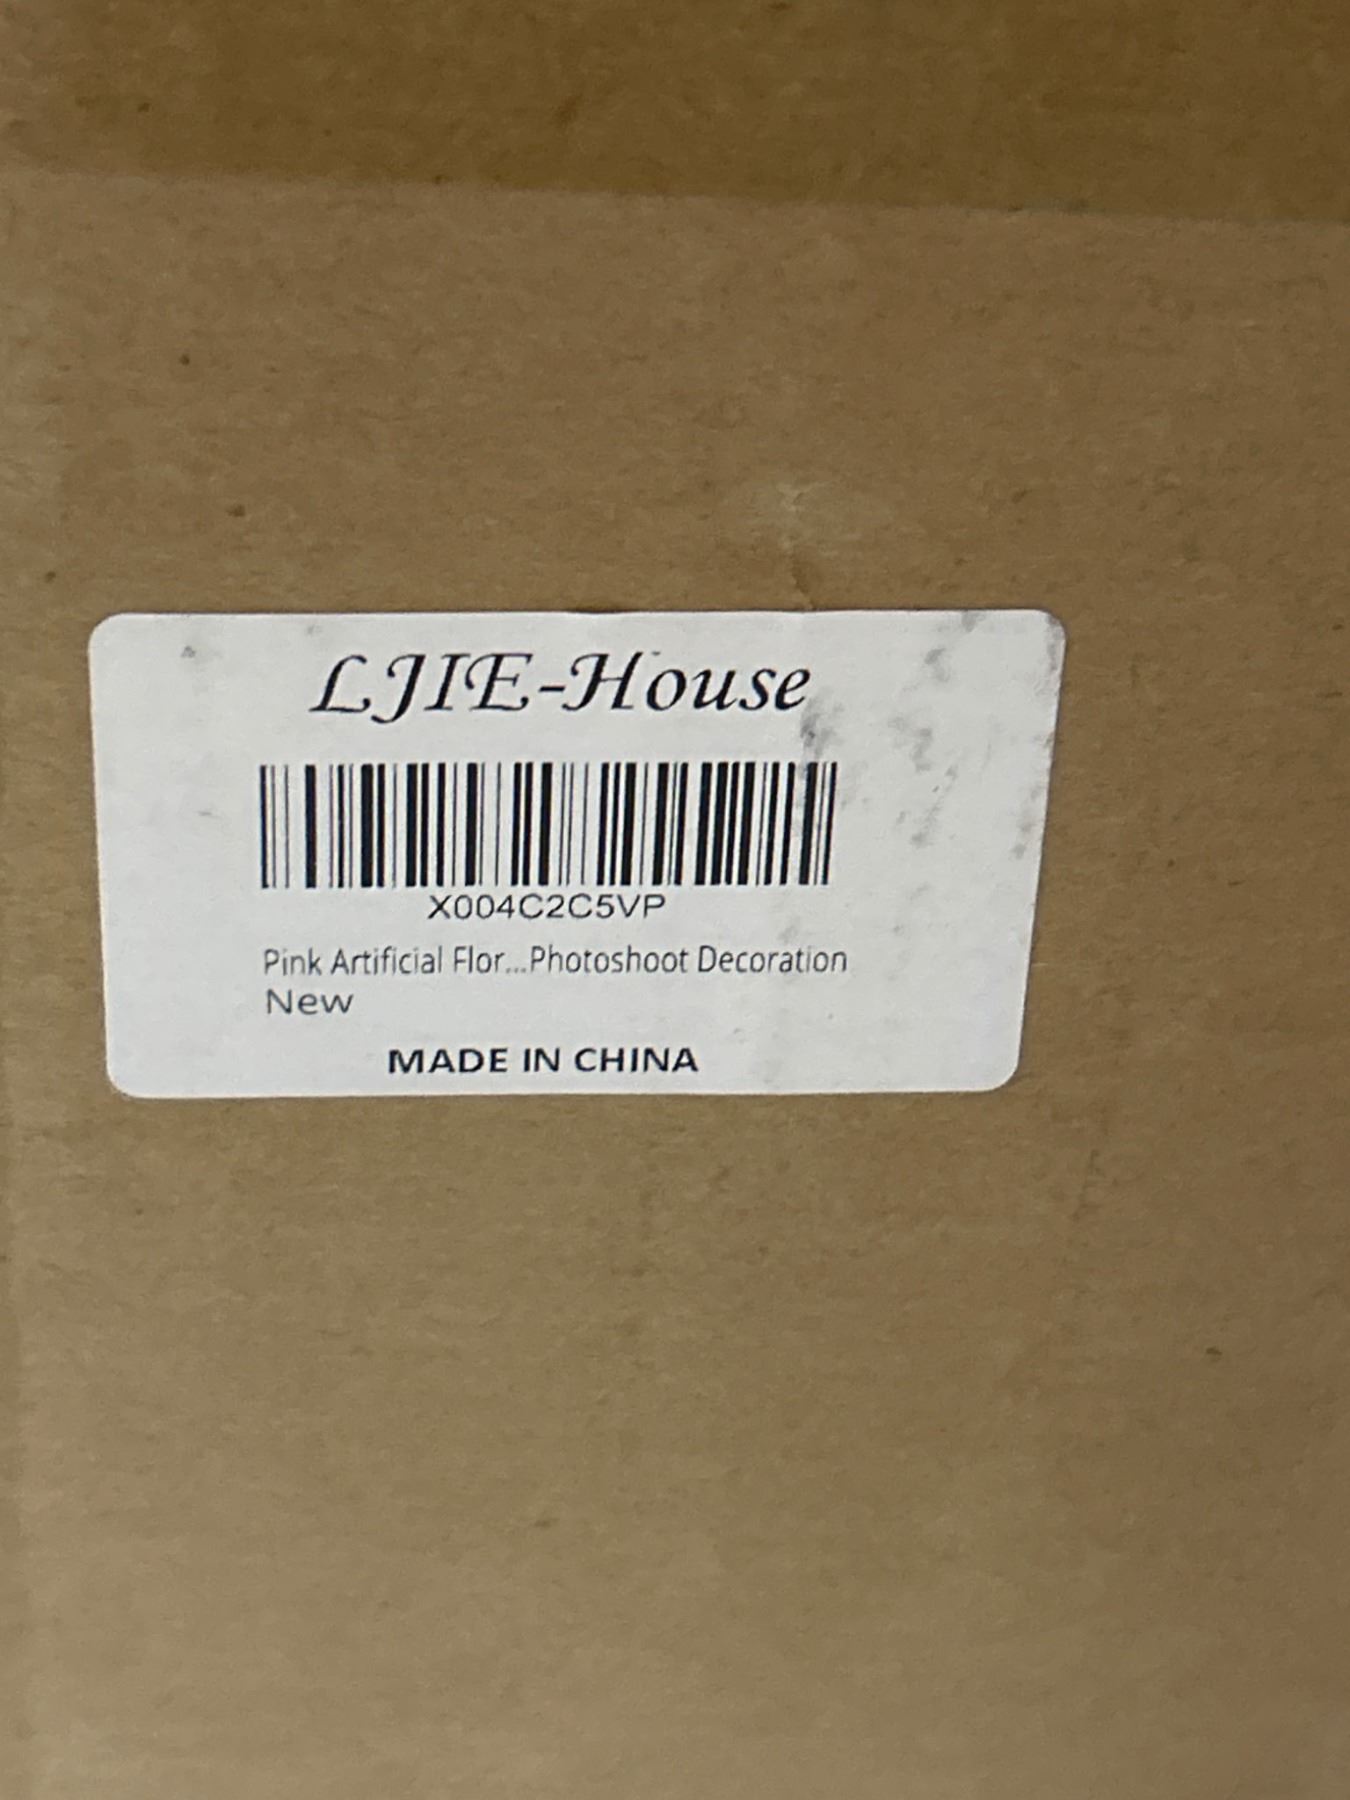 LJIE-House
X004C2C5VP
Pink Artificial Flor...Photoshoot Decoration
New
MADE IN CHINA